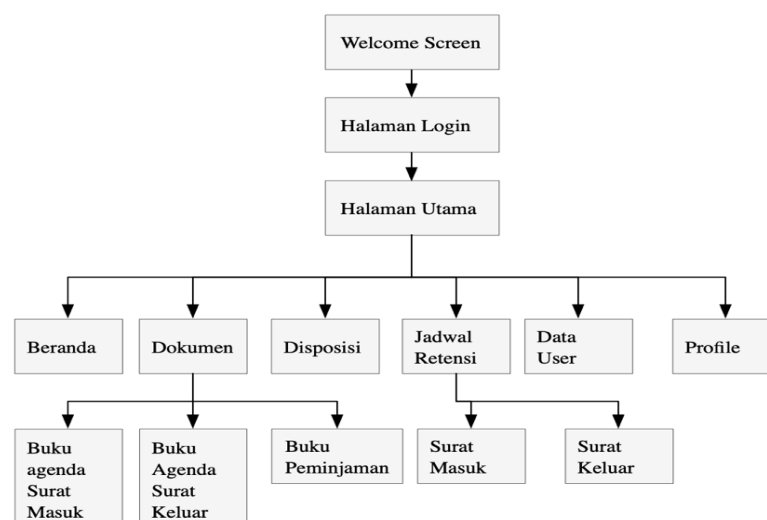 Welcome Screen
Halaman Login
Halaman Utama
Beranda
Dokumen
Disposisi
Jadwal
Retensi
Data
User
Profile
Buku
agenda
Surat
Masuk
Buku
Agenda
Surat
Keluar
Buku
Peminjaman
Surat
Masuk
Surat
Keluar